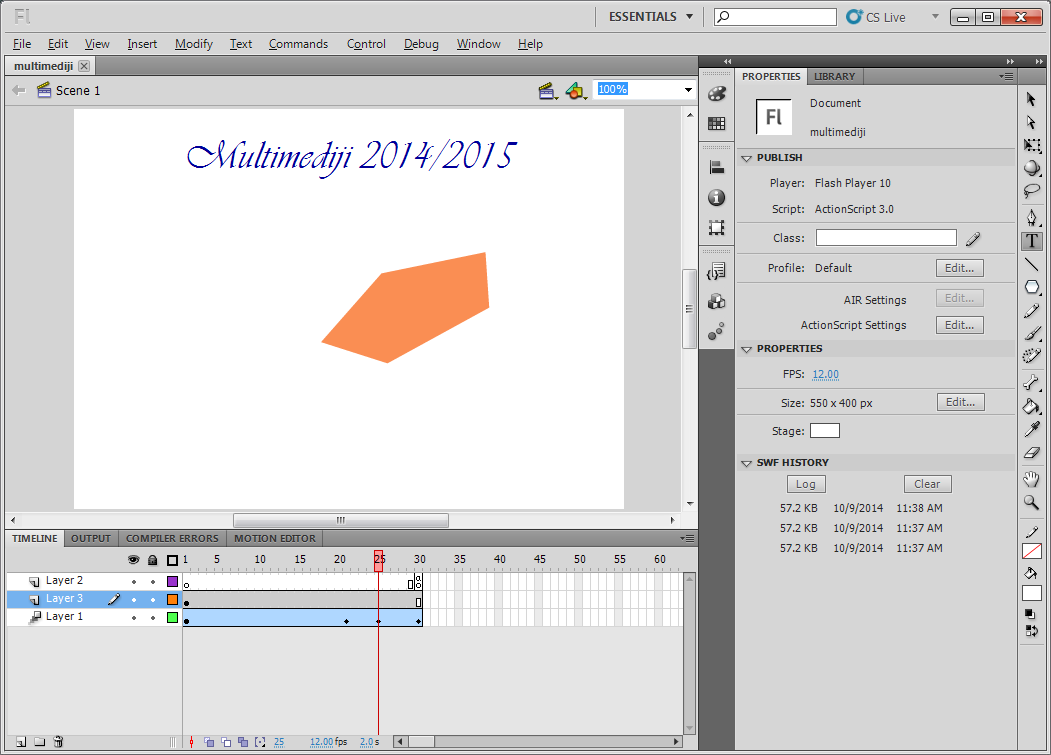 Fl ESSENTIALS CS Live
File Edit View Insert Modify Text Commands Control Debug Window Help
multimediji
Scene 1 100%
Multimediji 2014/2015
PROPERTIES LIBRARY
Fl
Document
multimediji
PUBLISH
Player: Flash Player 10
Script: ActionScript 3.0
Class:
Profile: Default Edit...
AIR Settings Edit...
ActionScript Settings Edit...
PROPERTIES
FPS: 12.00
Size: 550 x 400 px Edit...
Stage:
SWF HISTORY
Log Clear
57.2 KB 10/9/2014 11:38 AM
57.2 KB 10/9/2014 11:37 AM
57.2 KB 10/9/2014 11:37 AM
T
TIMELINE OUTPUT COMPILER ERRORS MOTION EDITOR
1 5 10 15 20 25 30 35 40 45 50 55 60
Layer 2 a
Layer 3
Layer 1
25 12.00 fps 2.0 s